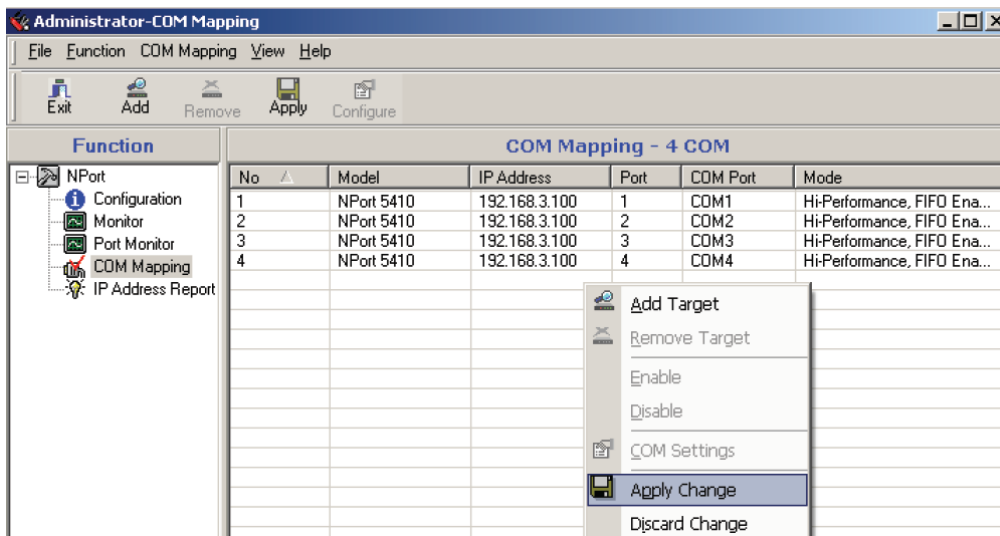 Administrator-COM Mapping
File Function COM Mapping View Help
Exit Add Remove Apply Configure
Function
COM Mapping - 4 COM
NPort
Configuration
Monitor
Port Monitor
COM Mapping
IP Address Report
No Model IP Address Port COM Port Mode
1 NPort 5410 192.168.3.100 1 COM1 Hi-Performance, FIFO Ena...
2 NPort 5410 192.168.3.100 2 COM2 Hi-Performance, FIFO Ena...
3 NPort 5410 192.168.3.100 3 COM3 Hi-Performance, FIFO Ena...
4 NPort 5410 192.168.3.100 4 COM4 Hi-Performance, FIFO Ena...
Add Target
Remove Target
Enable
Disable
COM Settings
Apply Change
Discard Change